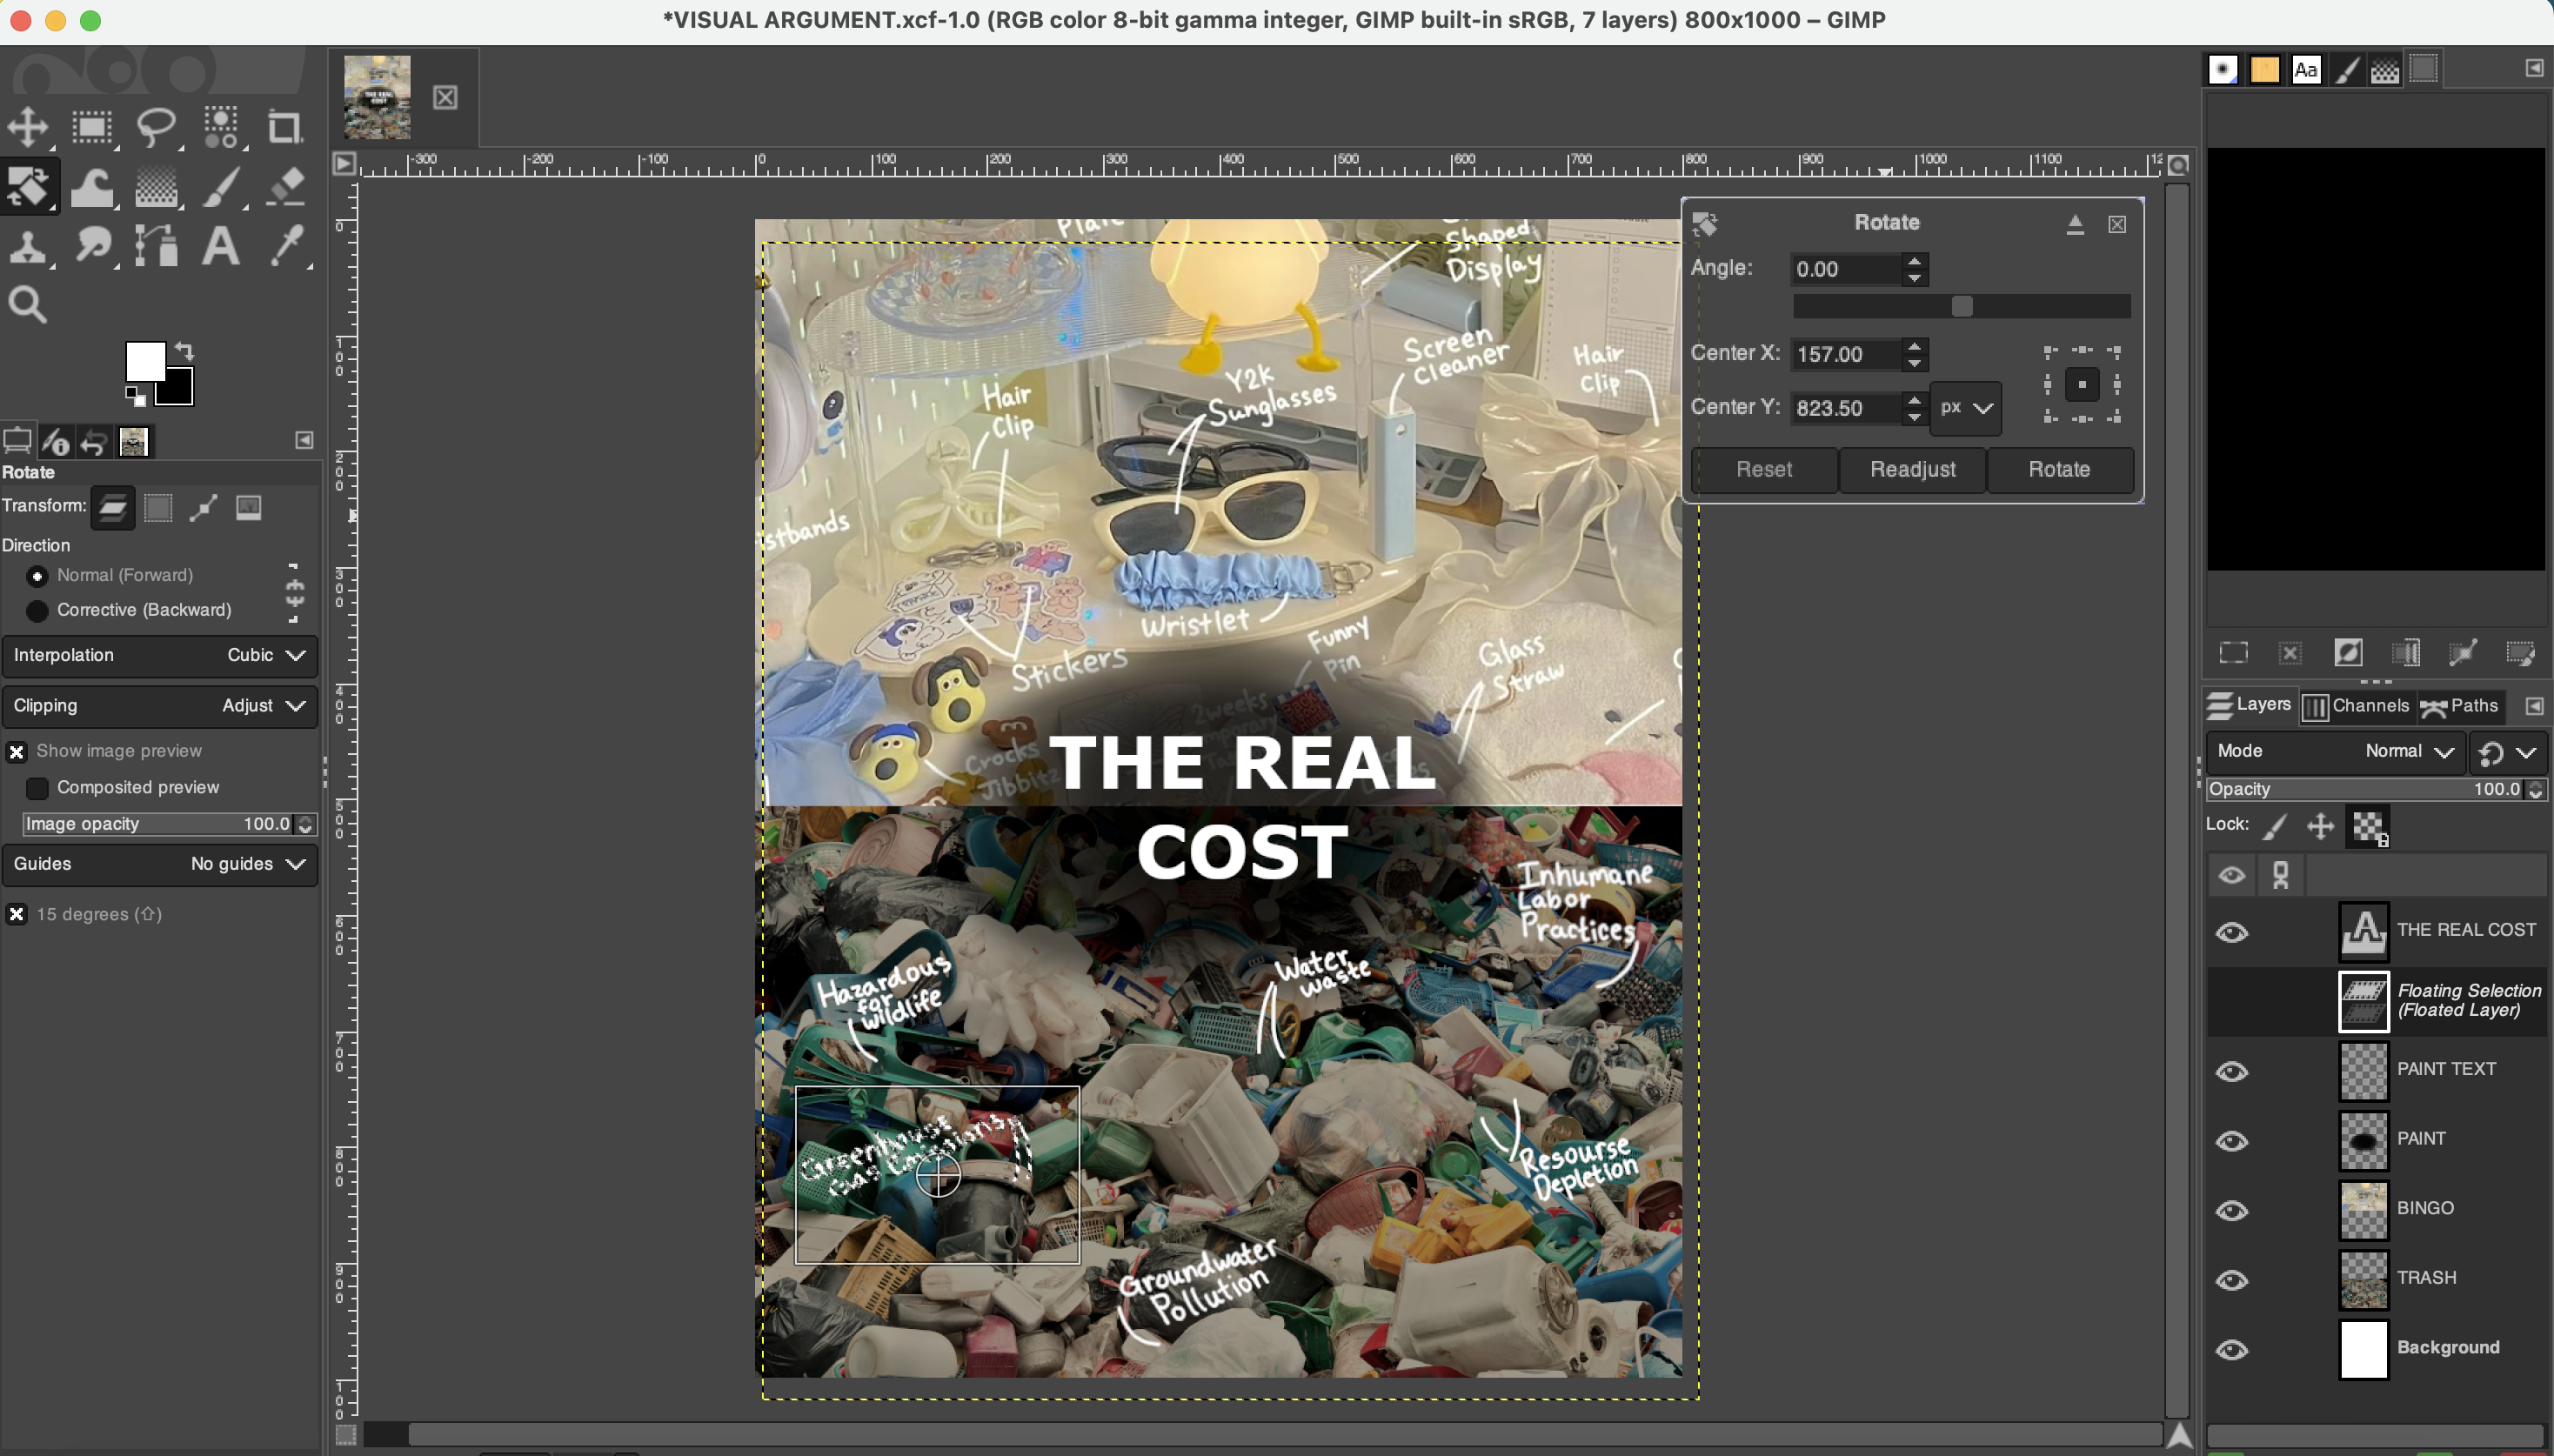 *VISUAL ARGUMENT.xcf-1.0 (RGB color 8-bit gamma integer, GIMP built-in sRGB, 7 layers) 800x1000 – GIMP
-300 -200 -100 0 100 200 300 400 500 600 700 800 900 1000 1100
Rotate
Angle: 0.00
Center X: 157.00
Center Y: 823.50 px
Reset Readjust Rotate
Plate
Shaped
Display
Screen
Cleaner
Hair
Clip
Y2K
Sunglasses
Hair
Clip
stbands
Wristlet
Funny
Pin
Glass
Straw
Stickers
2 weeks
Crocks
Jibbitz
THE REAL
COST
Inhumane
Labor
Practices
Hazardous
for
wildlife
Water
waste
Greenhouse
Gas Emissions
Resourse
Depletion
Groundwater
Pollution
Rotate
Transform:
Direction
Normal (Forward)
Corrective (Backward)
Interpolation Cubic
Clipping Adjust
Show image preview
Composited preview
Image opacity 100.0
Guides No guides
15 degrees (⇧)
Aa
Layers Channels Paths
Mode Normal
Opacity 100.0
Lock:
THE REAL COST
Floating Selection
(Floated Layer)
PAINT TEXT
PAINT
BINGO
TRASH
Background